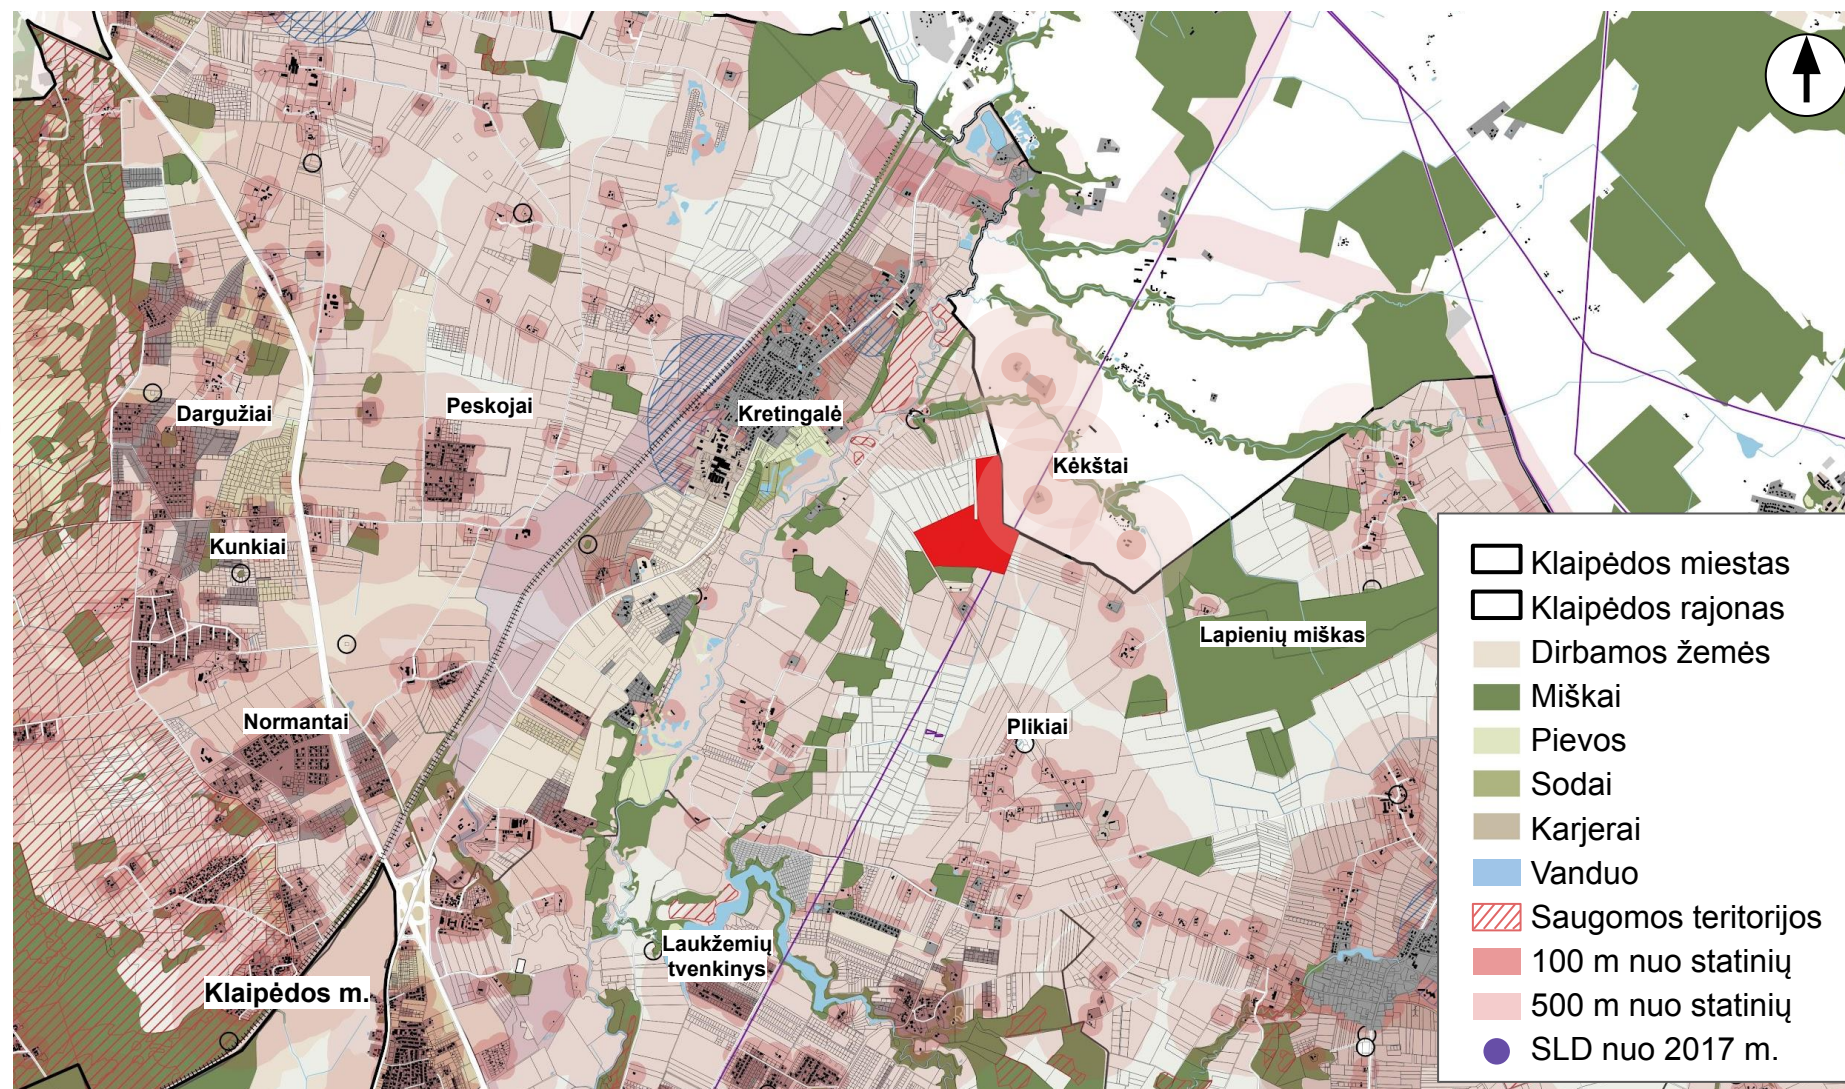 Dargužiai
Peskojai
Kretingalė
Kėkštai
Kunkiai
Lapienių miškas
Normantai
Plikiai
Laukžemių
tvenkinys
Klaipėdos m.
Klaipėdos miestas
Klaipėdos rajonas
Dirbamos žemės
Miškai
Pievos
Sodai
Karjerai
Vanduo
Saugomos teritorijos
100 m nuo statinių
500 m nuo statinių
SLD nuo 2017 m.